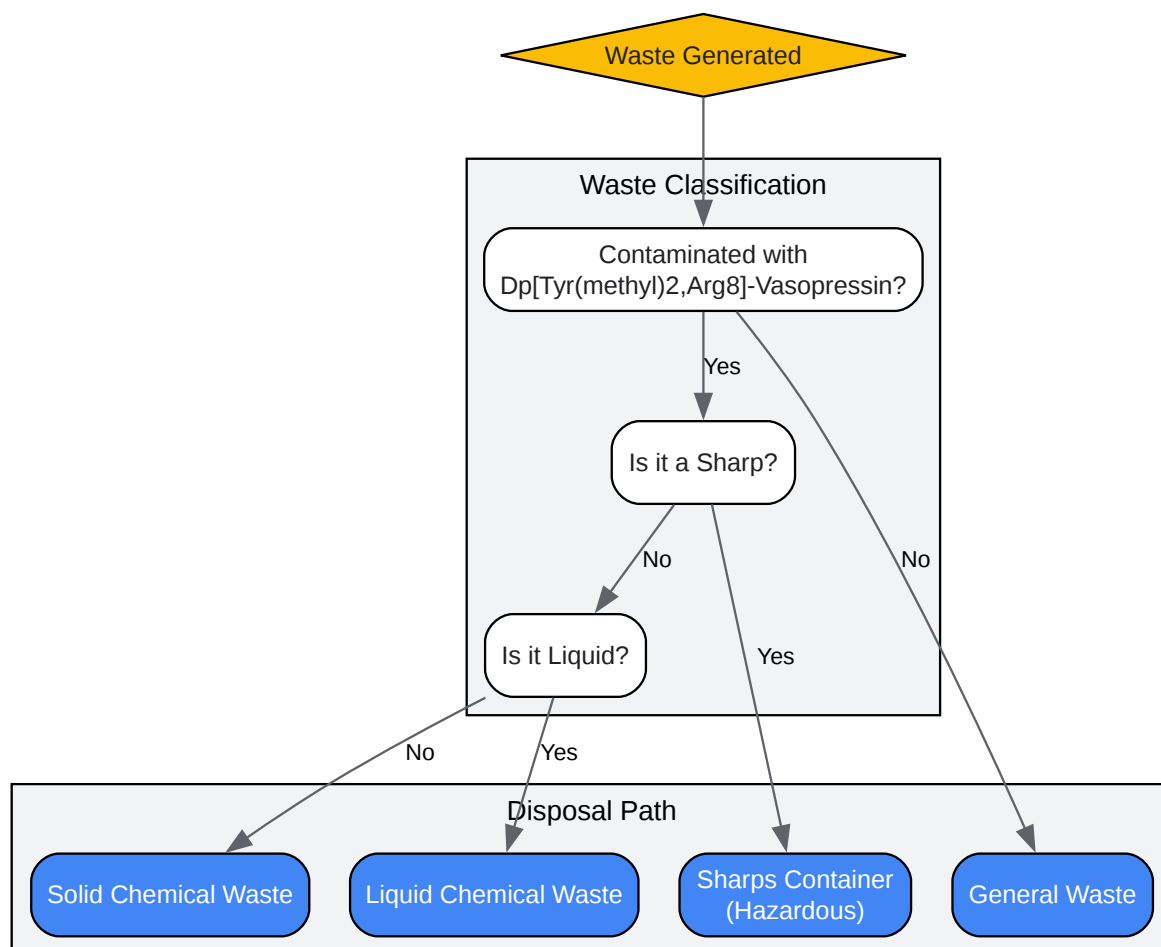 Waste Generated
Waste Classification
Contaminated with
Dp[Tyr(methyl)2,Arg8]-Vasopressin?
Yes
Is it a Sharp?
No
No
Is it Liquid?
Yes
No
Yes
Disposal Path
Solid Chemical Waste
Liquid Chemical Waste
Sharps Container
(Hazardous)
General Waste